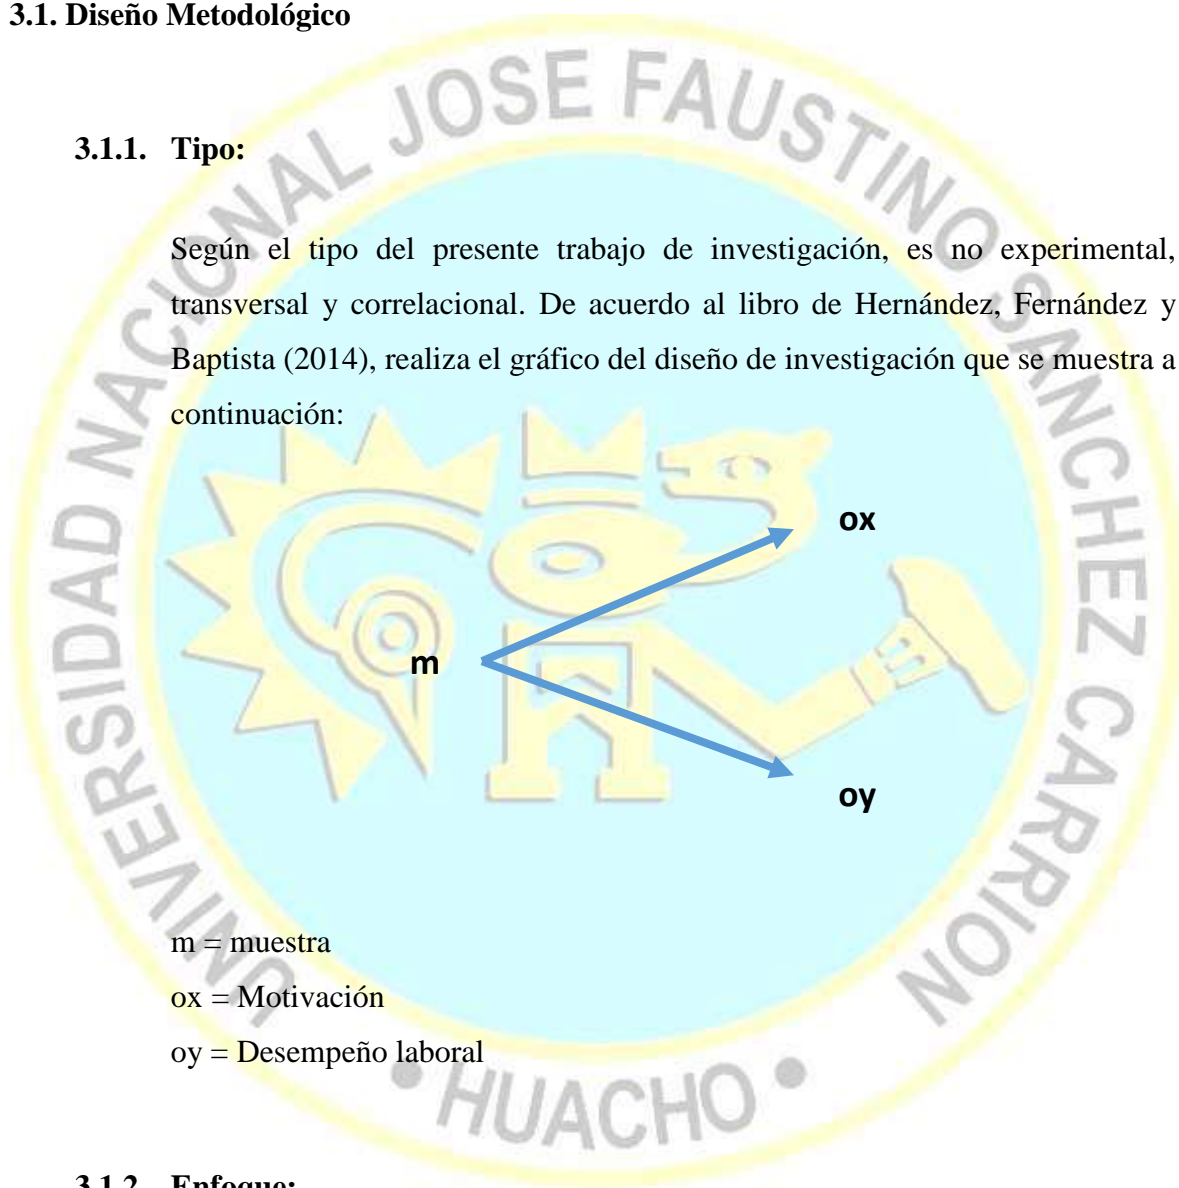 3.1. Diseño Metodológico
3.1.1. Tipo:
Según el tipo del presente trabajo de investigación, es no experimental,
transversal y correlacional. De acuerdo al libro de Hernández, Fernández y
Baptista (2014), realiza el gráfico del diseño de investigación que se muestra a
continuación:
ox
m
oy
m = muestra
ox = Motivación
oy = Desempeño laboral
3.1.2. Enfoque:
UNIVERSIDAD NACIONAL JOSE FAUSTINO SANCHEZ CARRION
• HUACHO •